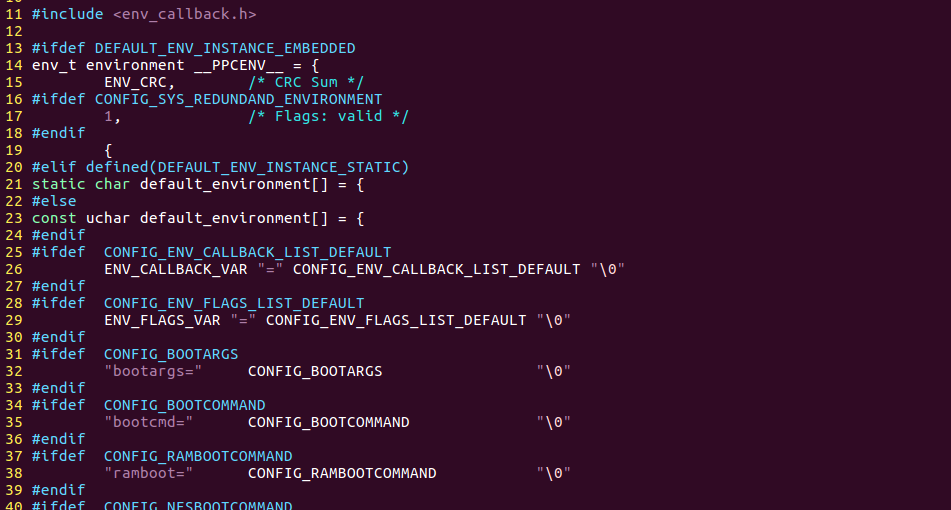 11 #include <env_callback.h>
12
13 #ifdef DEFAULT_ENV_INSTANCE_EMBEDDED
14 env_t environment __PPCENV__ = {
15         ENV_CRC,        /* CRC Sum */
16 #ifdef CONFIG_SYS_REDUNDAND_ENVIRONMENT
17         1,              /* Flags: valid */
18 #endif
19         {
20 #elif defined(DEFAULT_ENV_INSTANCE_STATIC)
21 static char default_environment[] = {
22 #else
23 const uchar default_environment[] = {
24 #endif
25 #ifdef  CONFIG_ENV_CALLBACK_LIST_DEFAULT
26         ENV_CALLBACK_VAR "=" CONFIG_ENV_CALLBACK_LIST_DEFAULT "\0"
27 #endif
28 #ifdef  CONFIG_ENV_FLAGS_LIST_DEFAULT
29         ENV_FLAGS_VAR "=" CONFIG_ENV_FLAGS_LIST_DEFAULT "\0"
30 #endif
31 #ifdef  CONFIG_BOOTARGS
32         "bootargs="     CONFIG_BOOTARGS                 "\0"
33 #endif
34 #ifdef  CONFIG_BOOTCOMMAND
35         "bootcmd="      CONFIG_BOOTCOMMAND              "\0"
36 #endif
37 #ifdef  CONFIG_RAMBOOTCOMMAND
38         "ramboot="      CONFIG_RAMBOOTCOMMAND           "\0"
39 #endif
40 #ifdef  CONFIG_NFSBOOTCOMMAND